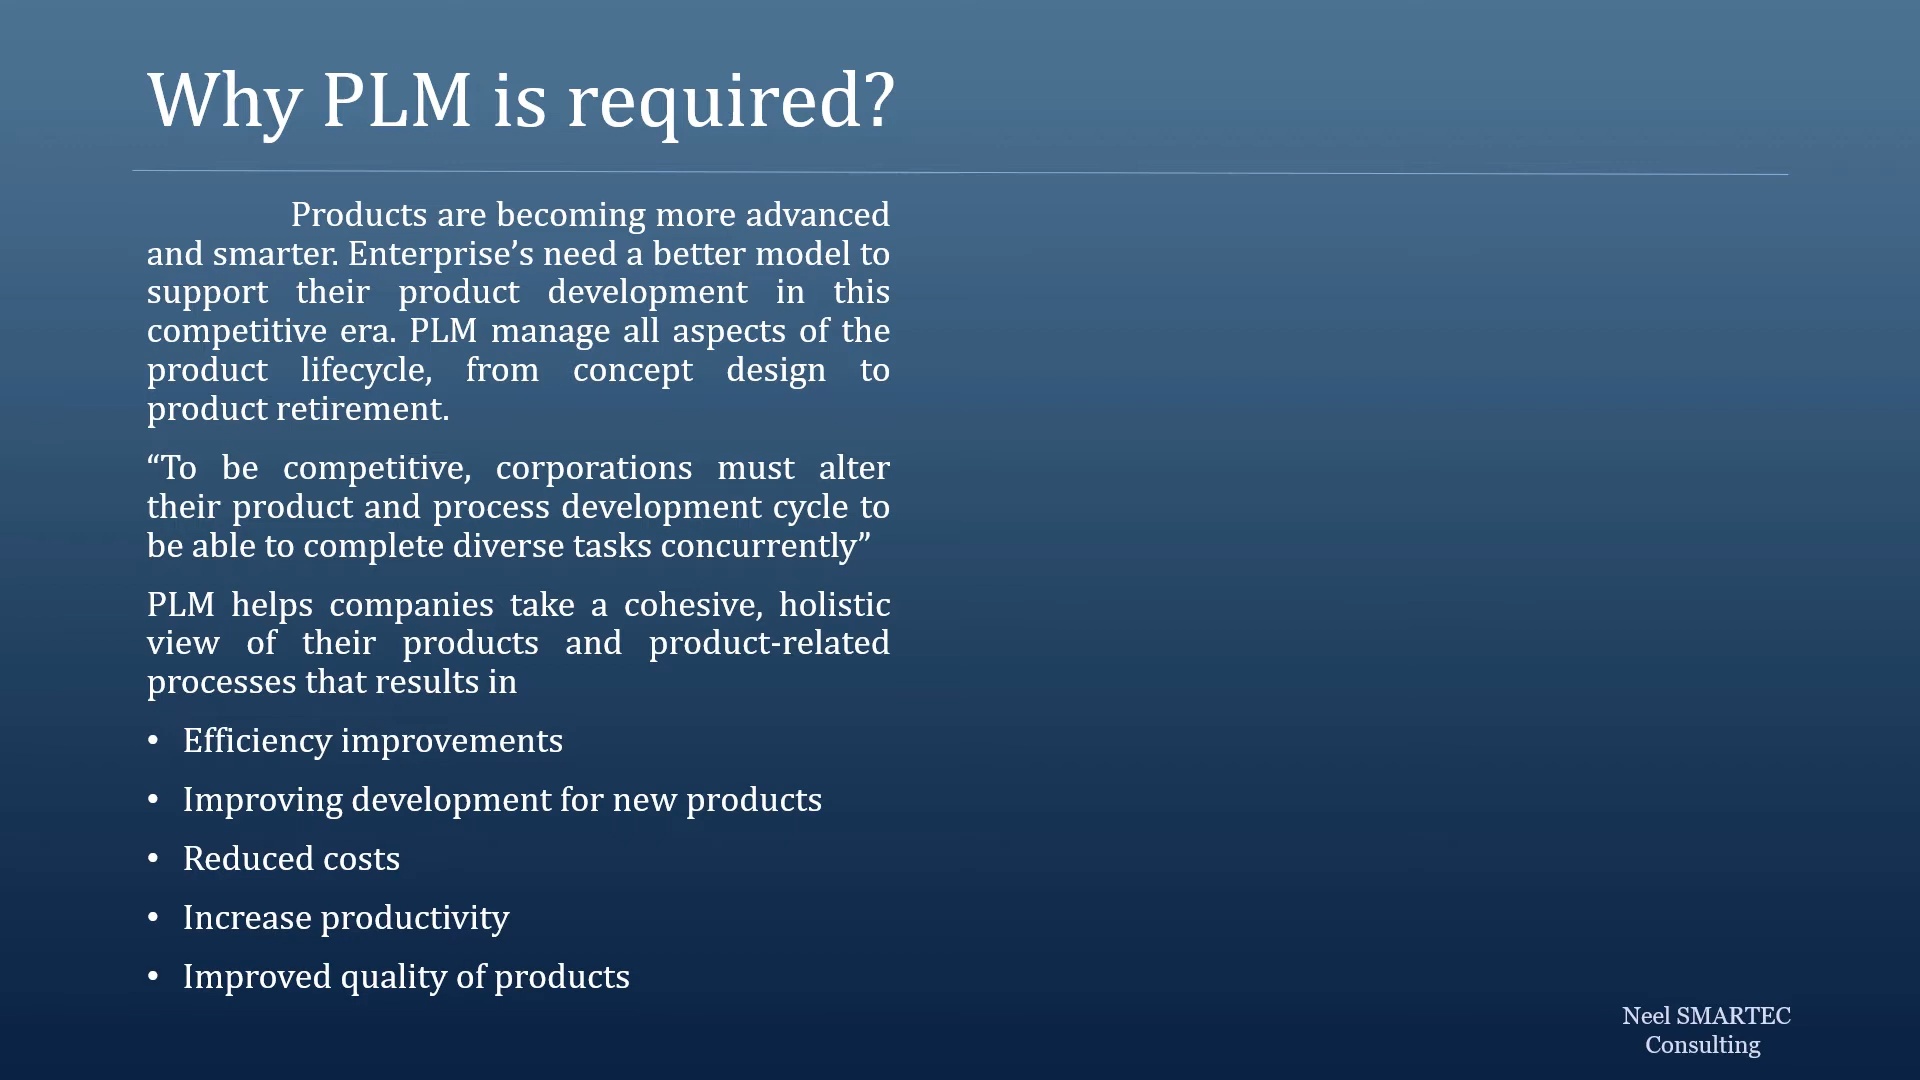 Why PLM is required?
Products are becoming more advanced
and smarter. Enterprise’s need a better model to
support their product development in this
competitive era. PLM manage all aspects of the
product lifecycle, from concept design to
product retirement.
“To be competitive, corporations must alter
their product and process development cycle to
be able to complete diverse tasks concurrently”
PLM helps companies take a cohesive, holistic
view of their products and product-related
processes that results in
• Efficiency improvements
• Improving development for new products
• Reduced costs
• Increase productivity
• Improved quality of products
Neel SMARTEC
Consulting